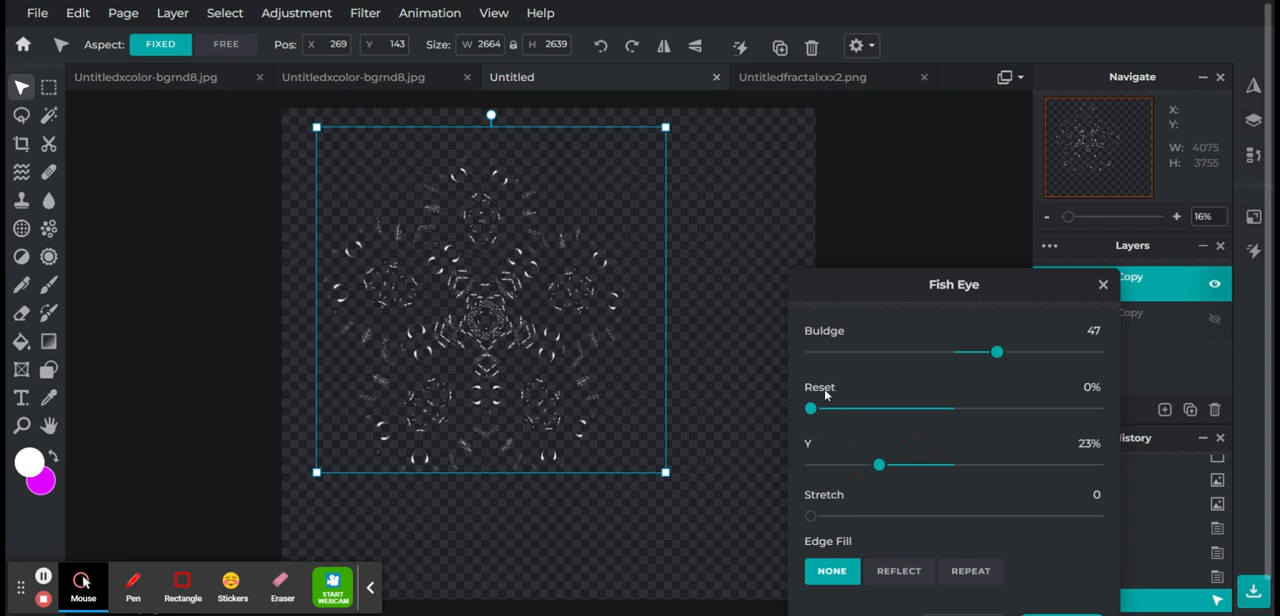 File Edit Page Layer Select Adjustment Filter Animation View Help
Aspect: FIXED FREE Pos: X 269 Y 143 Size: W 2664 H 2639
Untitledxcolor-bgrnd8.jpg Untitledxcolor-bgrnd8.jpg Untitled Untitledfractalxxx2.png
Navigate
X:
Y:
W: 4075
H: 3755
16%
Layers
Copy
Copy
Fish Eye
Buldge 47
Reset 0%
Y 23%
Stretch 0
Edge Fill
NONE REFLECT REPEAT
istory
Mouse Pen Rectangle Stickers Eraser START
WEBCAM